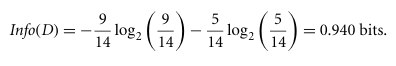 Info(D) = −9/14 log₂(9/14) − 5/14 log₂(5/14) = 0.940 bits.